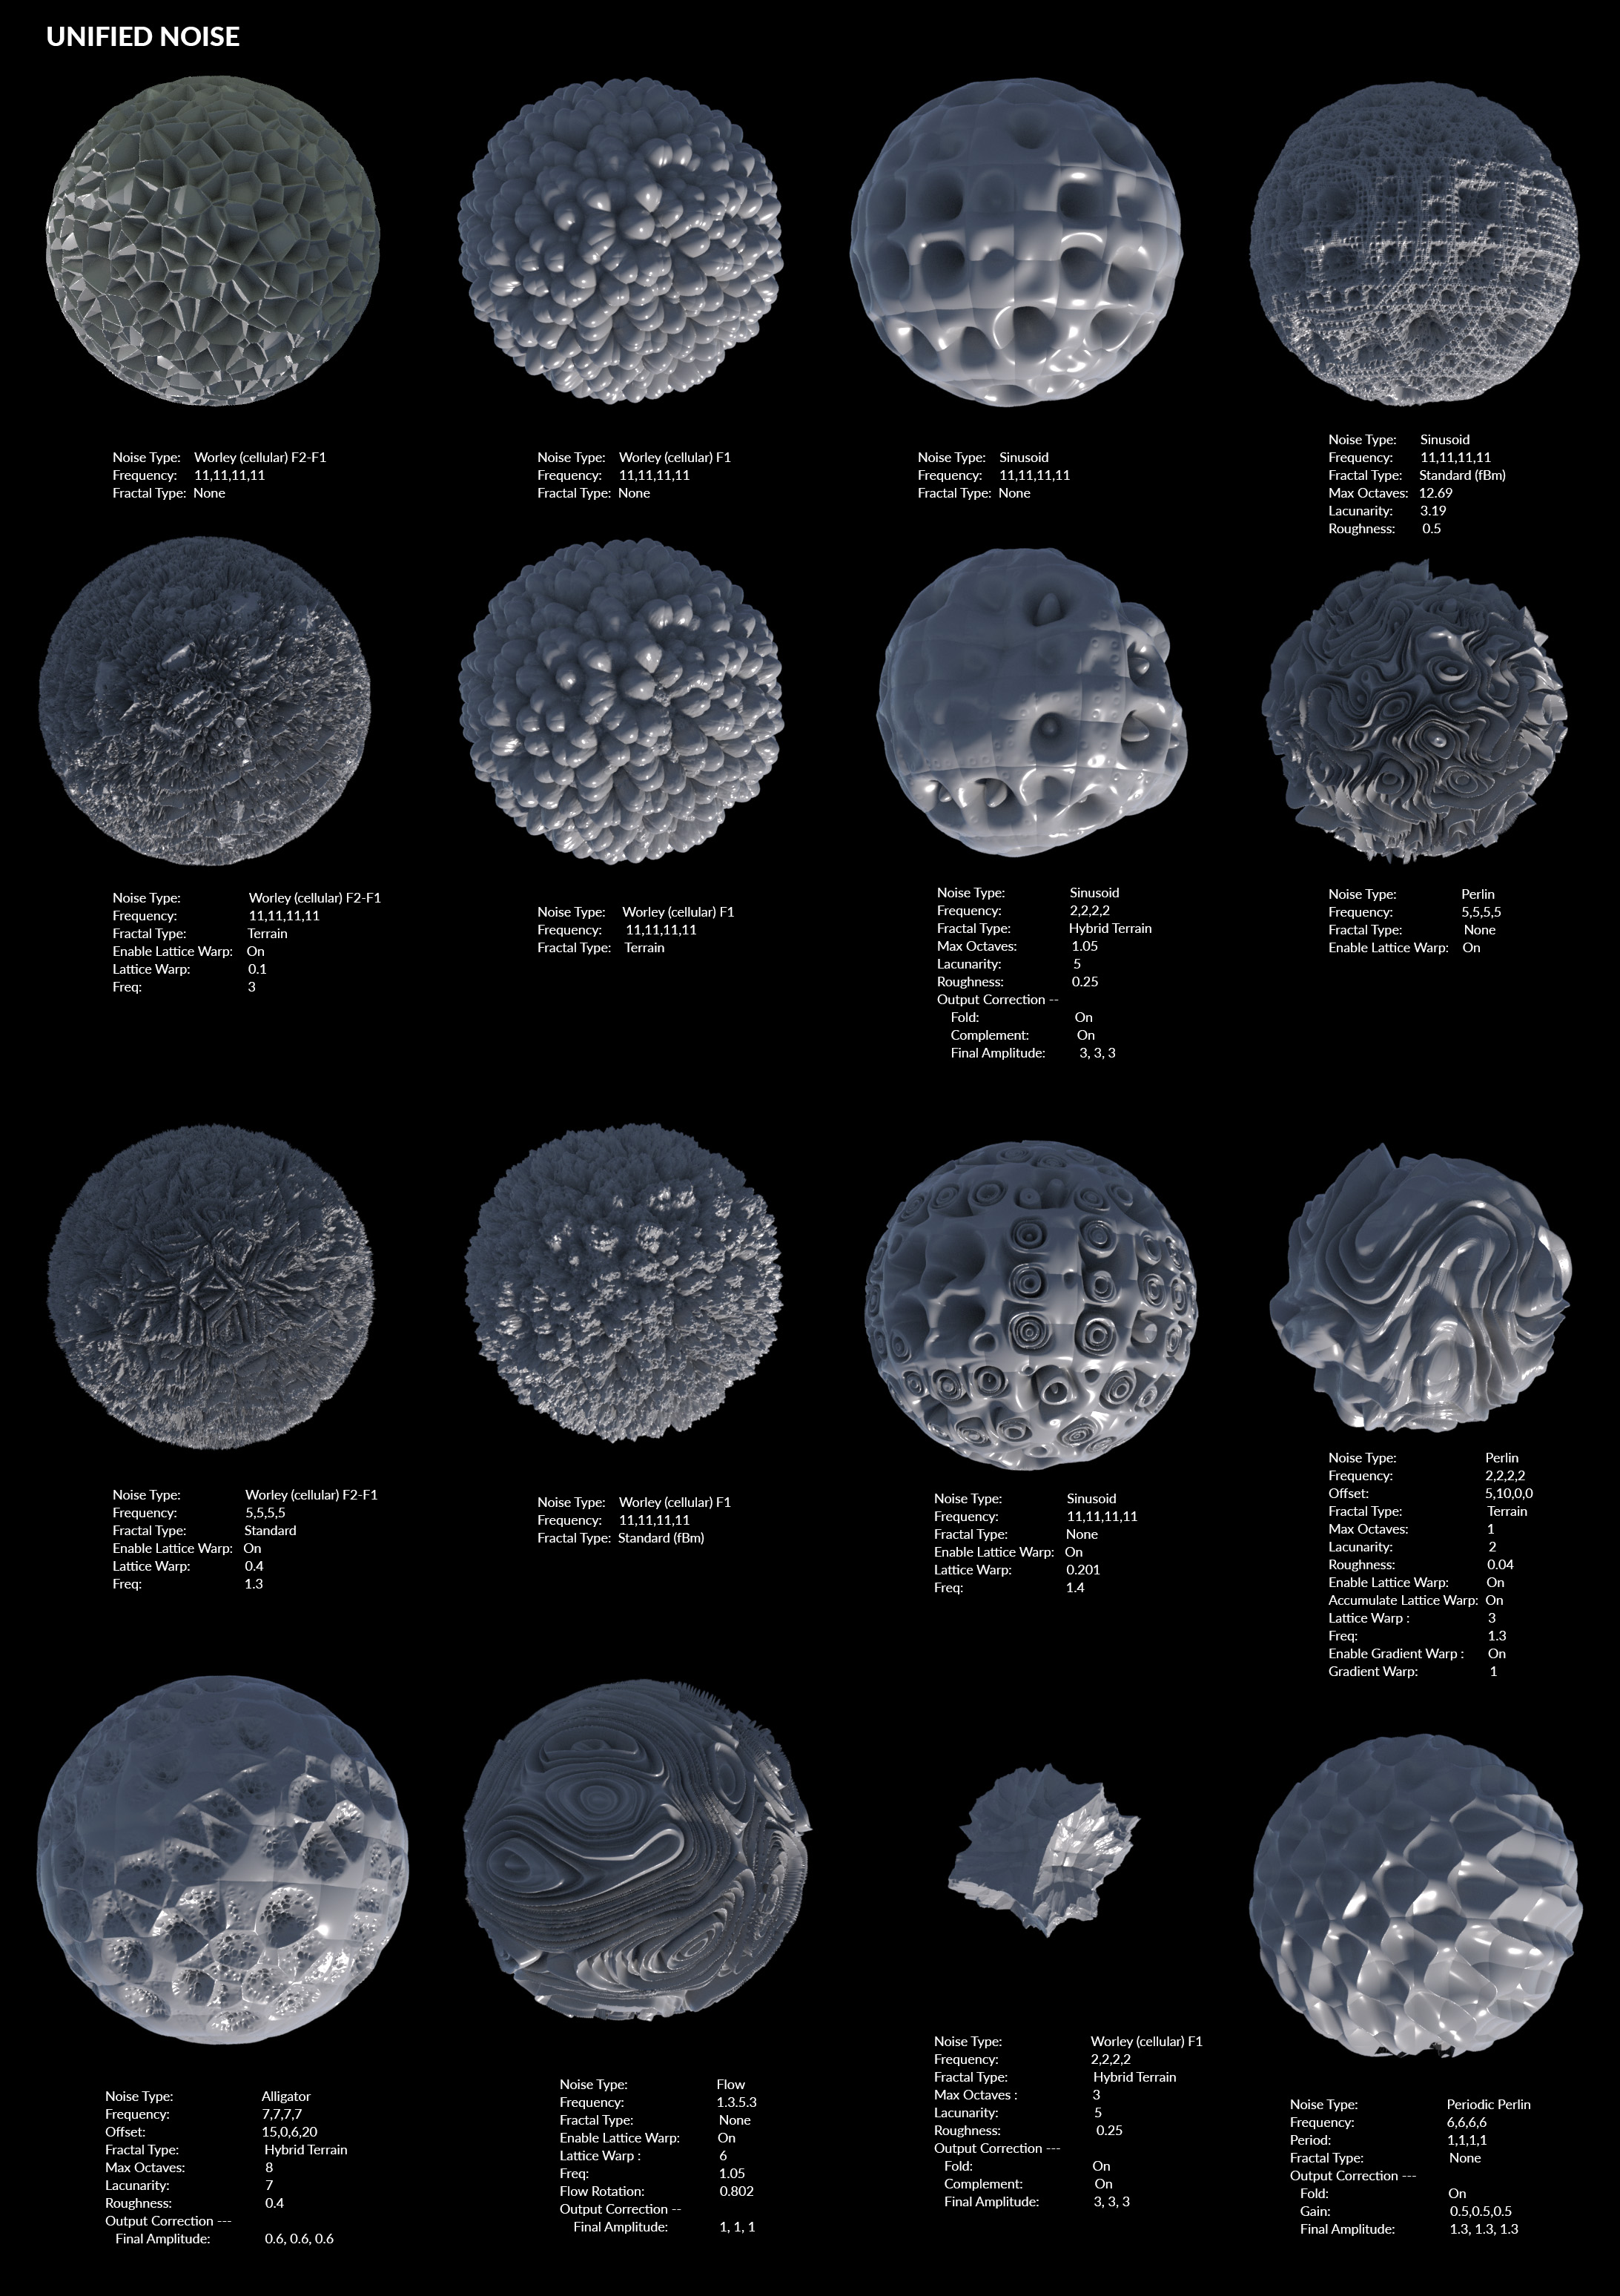 UNIFIED NOISE
Noise Type: Worley (cellular) F2-F1
Frequency: 11,11,11,11
Fractal Type: None
Noise Type: Worley (cellular) F1
Frequency: 11,11,11,11
Fractal Type: None
Noise Type: Sinusoid
Frequency: 11,11,11,11
Fractal Type: None
Noise Type: Sinusoid
Frequency: 11,11,11,11
Fractal Type: Standard (fBm)
Max Octaves: 12.69
Lacunarity: 3.19
Roughness: 0.5
Noise Type: Worley (cellular) F2-F1
Frequency: 11,11,11,11
Fractal Type: Terrain
Enable Lattice Warp: On
Lattice Warp: 0.1
Freq: 3
Noise Type: Worley (cellular) F1
Frequency: 11,11,11,11
Fractal Type: Terrain
Noise Type: Sinusoid
Frequency: 2,2,2,2
Fractal Type: Hybrid Terrain
Max Octaves: 1.05
Lacunarity: 5
Roughness: 0.25
Output Correction --
Fold: On
Complement: On
Final Amplitude: 3, 3, 3
Noise Type: Perlin
Frequency: 5,5,5,5
Fractal Type: None
Enable Lattice Warp: On
Noise Type: Worley (cellular) F2-F1
Frequency: 5,5,5,5
Fractal Type: Standard
Enable Lattice Warp: On
Lattice Warp: 0.4
Freq: 1.3
Noise Type: Worley (cellular) F1
Frequency: 11,11,11,11
Fractal Type: Standard (fBm)
Noise Type: Sinusoid
Frequency: 11,11,11,11
Fractal Type: None
Enable Lattice Warp: On
Lattice Warp: 0.201
Freq: 1.4
Noise Type: Perlin
Frequency: 2,2,2,2
Offset: 5,10,0,0
Fractal Type: Terrain
Max Octaves: 1
Lacunarity: 2
Roughness: 0.04
Enable Lattice Warp: On
Accumulate Lattice Warp: On
Lattice Warp : 3
Freq: 1.3
Enable Gradient Warp : On
Gradient Warp: 1
Noise Type: Alligator
Frequency: 7,7,7,7
Offset: 15,0,6,20
Fractal Type: Hybrid Terrain
Max Octaves: 8
Lacunarity: 7
Roughness: 0.4
Output Correction ---
Final Amplitude: 0.6, 0.6, 0.6
Noise Type: Flow
Frequency: 1.3.5.3
Fractal Type: None
Enable Lattice Warp: On
Lattice Warp : 6
Freq: 1.05
Flow Rotation: 0.802
Output Correction --
Final Amplitude: 1, 1, 1
Noise Type: Worley (cellular) F1
Frequency: 2,2,2,2
Fractal Type: Hybrid Terrain
Max Octaves : 3
Lacunarity: 5
Roughness: 0.25
Output Correction ---
Fold: On
Complement: On
Final Amplitude: 3, 3, 3
Noise Type: Periodic Perlin
Frequency: 6,6,6,6
Period: 1,1,1,1
Fractal Type: None
Output Correction ---
Fold: On
Gain: 0.5,0.5,0.5
Final Amplitude: 1.3, 1.3, 1.3